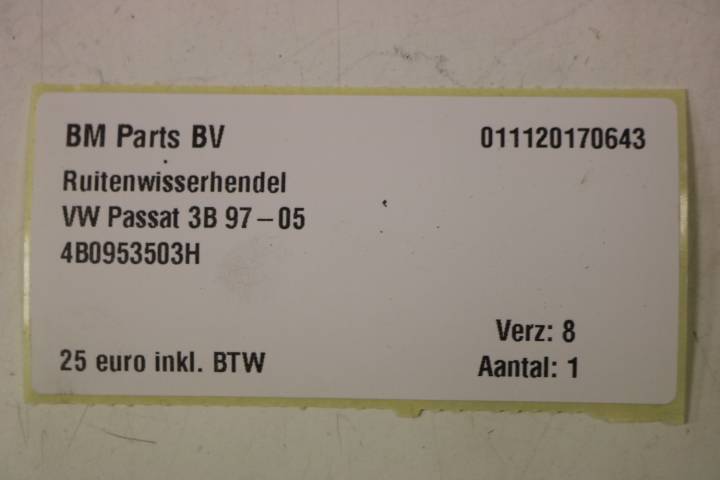 BM Parts BV 011120170643
Ruitenwisserhendel
VW Passat 3B 97-05
4B0953503H
Verz: 8
25 euro inkl. BTW Aantal: 1